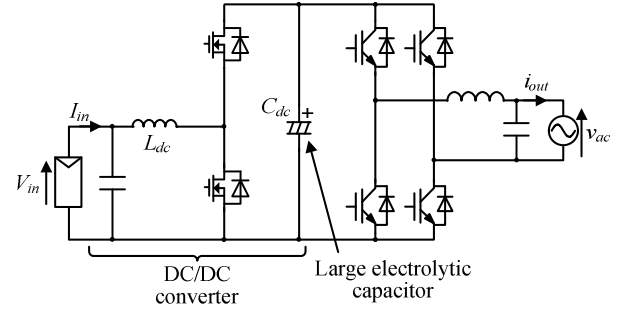 C_dc
+
i_out
I_in
L_dc
V_in
v_ac
DC/DC
converter
Large electrolytic
capacitor